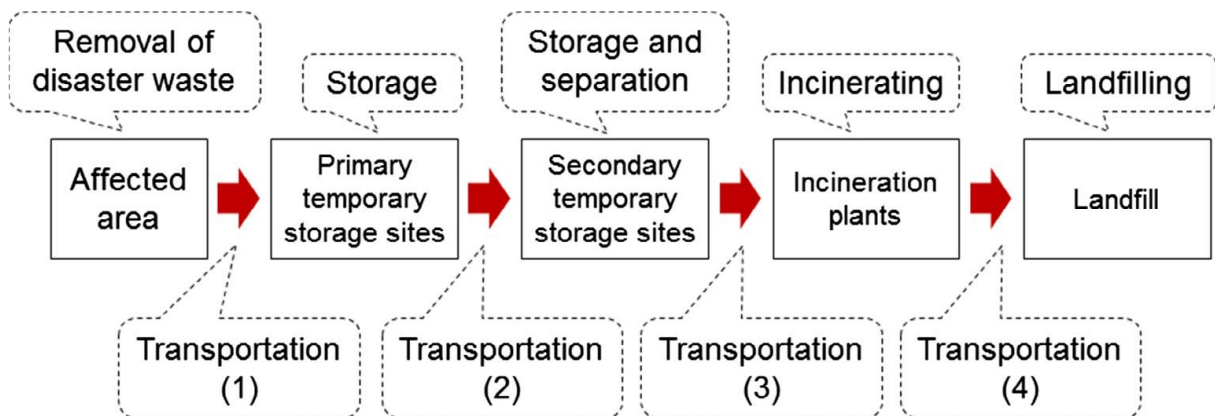 Removal of
disaster waste
Storage
Storage and
separation
Incinerating
Landfilling
Affected
area
Primary
temporary
storage sites
Secondary
temporary
storage sites
Incineration
plants
Landfill
Transportation
(1)
Transportation
(2)
Transportation
(3)
Transportation
(4)